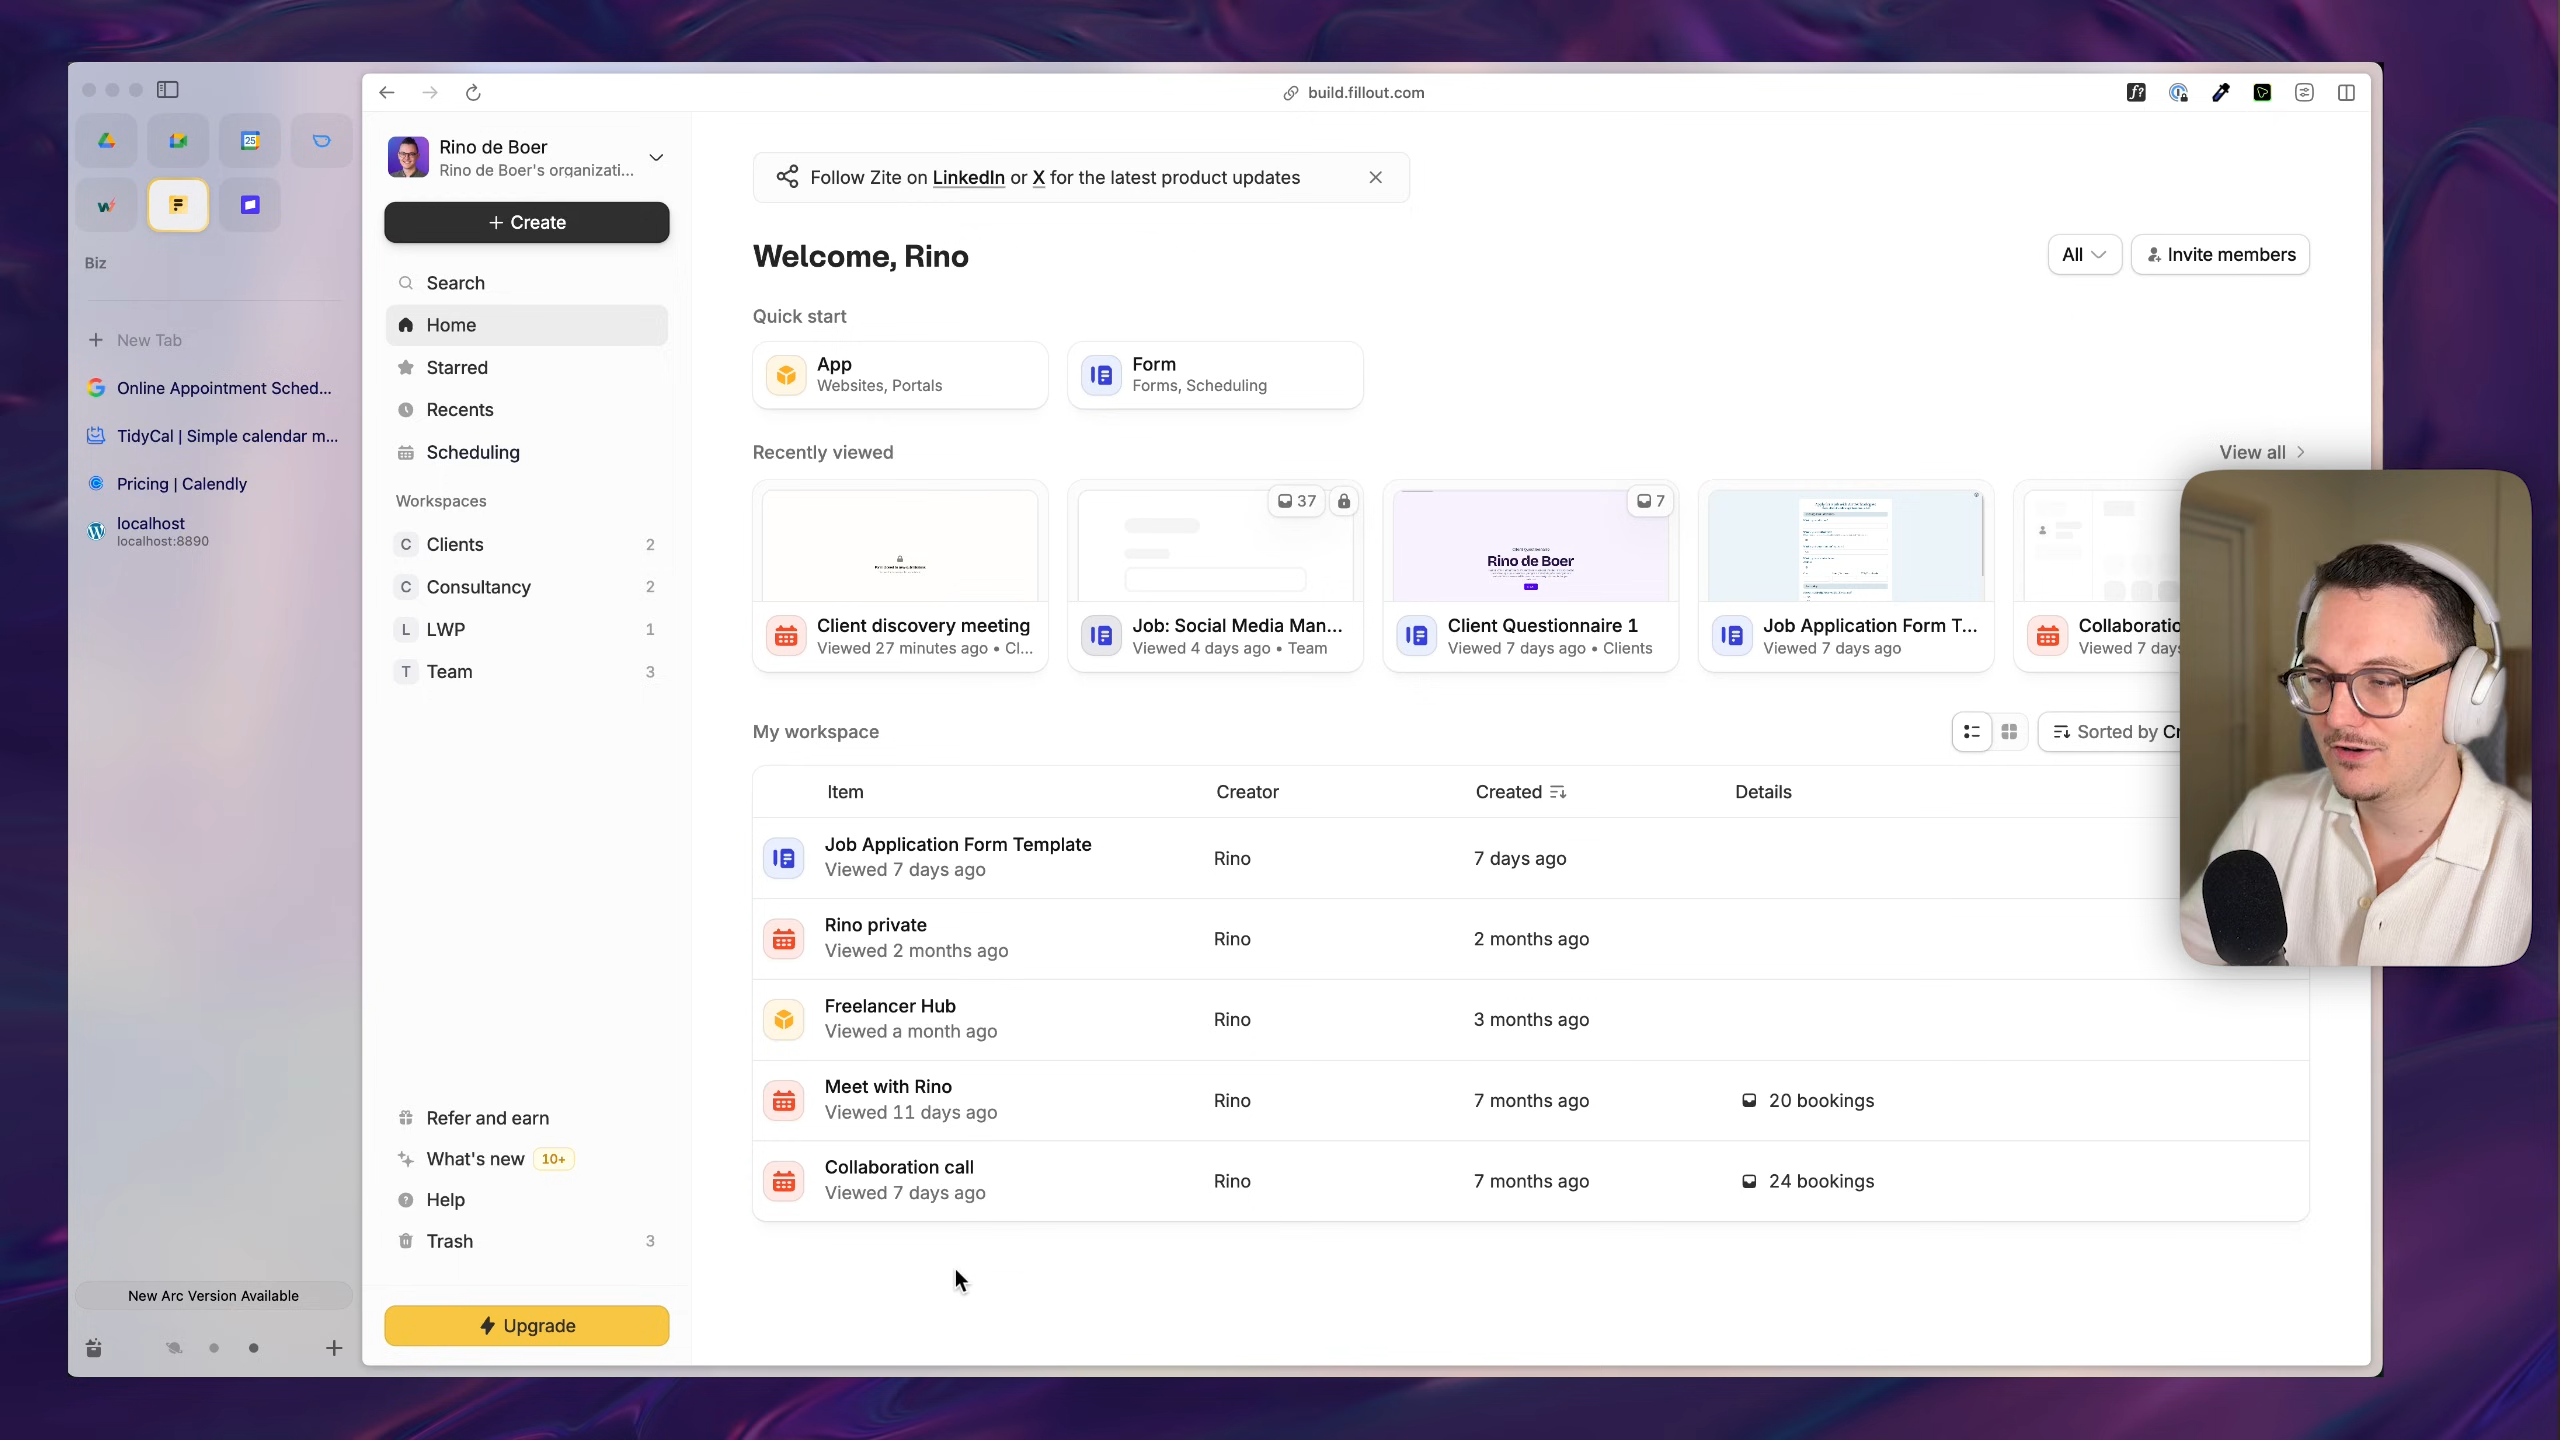 build.fillout.com
25
Biz
New Tab
Online Appointment Sched...
TidyCal | Simple calendar m...
Pricing | Calendly
localhost
localhost:8890
New Arc Version Available
Rino de Boer
Rino de Boer's organizati...
+ Create
Search
Home
Starred
Recents
Scheduling
Workspaces
C Clients 2
C Consultancy 2
L LWP 1
T Team 3
Refer and earn
What's new 10+
Help
Trash 3
Upgrade
Follow Zite on LinkedIn or X for the latest product updates
Welcome, Rino
All
Invite members
Quick start
App
Websites, Portals
Form
Forms, Scheduling
Recently viewed
View all
Client discovery meeting
Viewed 27 minutes ago • Cl...
37
Job: Social Media Man...
Viewed 4 days ago • Team
7
Rino de Boer
Client Questionnaire 1
Viewed 7 days ago • Clients
Job Application Form T...
Viewed 7 days ago
Collaboratio
Viewed 7 days
My workspace
Sorted by Cr
Item Creator Created Details
Job Application Form Template
Viewed 7 days ago
Rino
7 days ago
Rino private
Viewed 2 months ago
Rino
2 months ago
Freelancer Hub
Viewed a month ago
Rino
3 months ago
Meet with Rino
Viewed 11 days ago
Rino
7 months ago
20 bookings
Collaboration call
Viewed 7 days ago
Rino
7 months ago
24 bookings